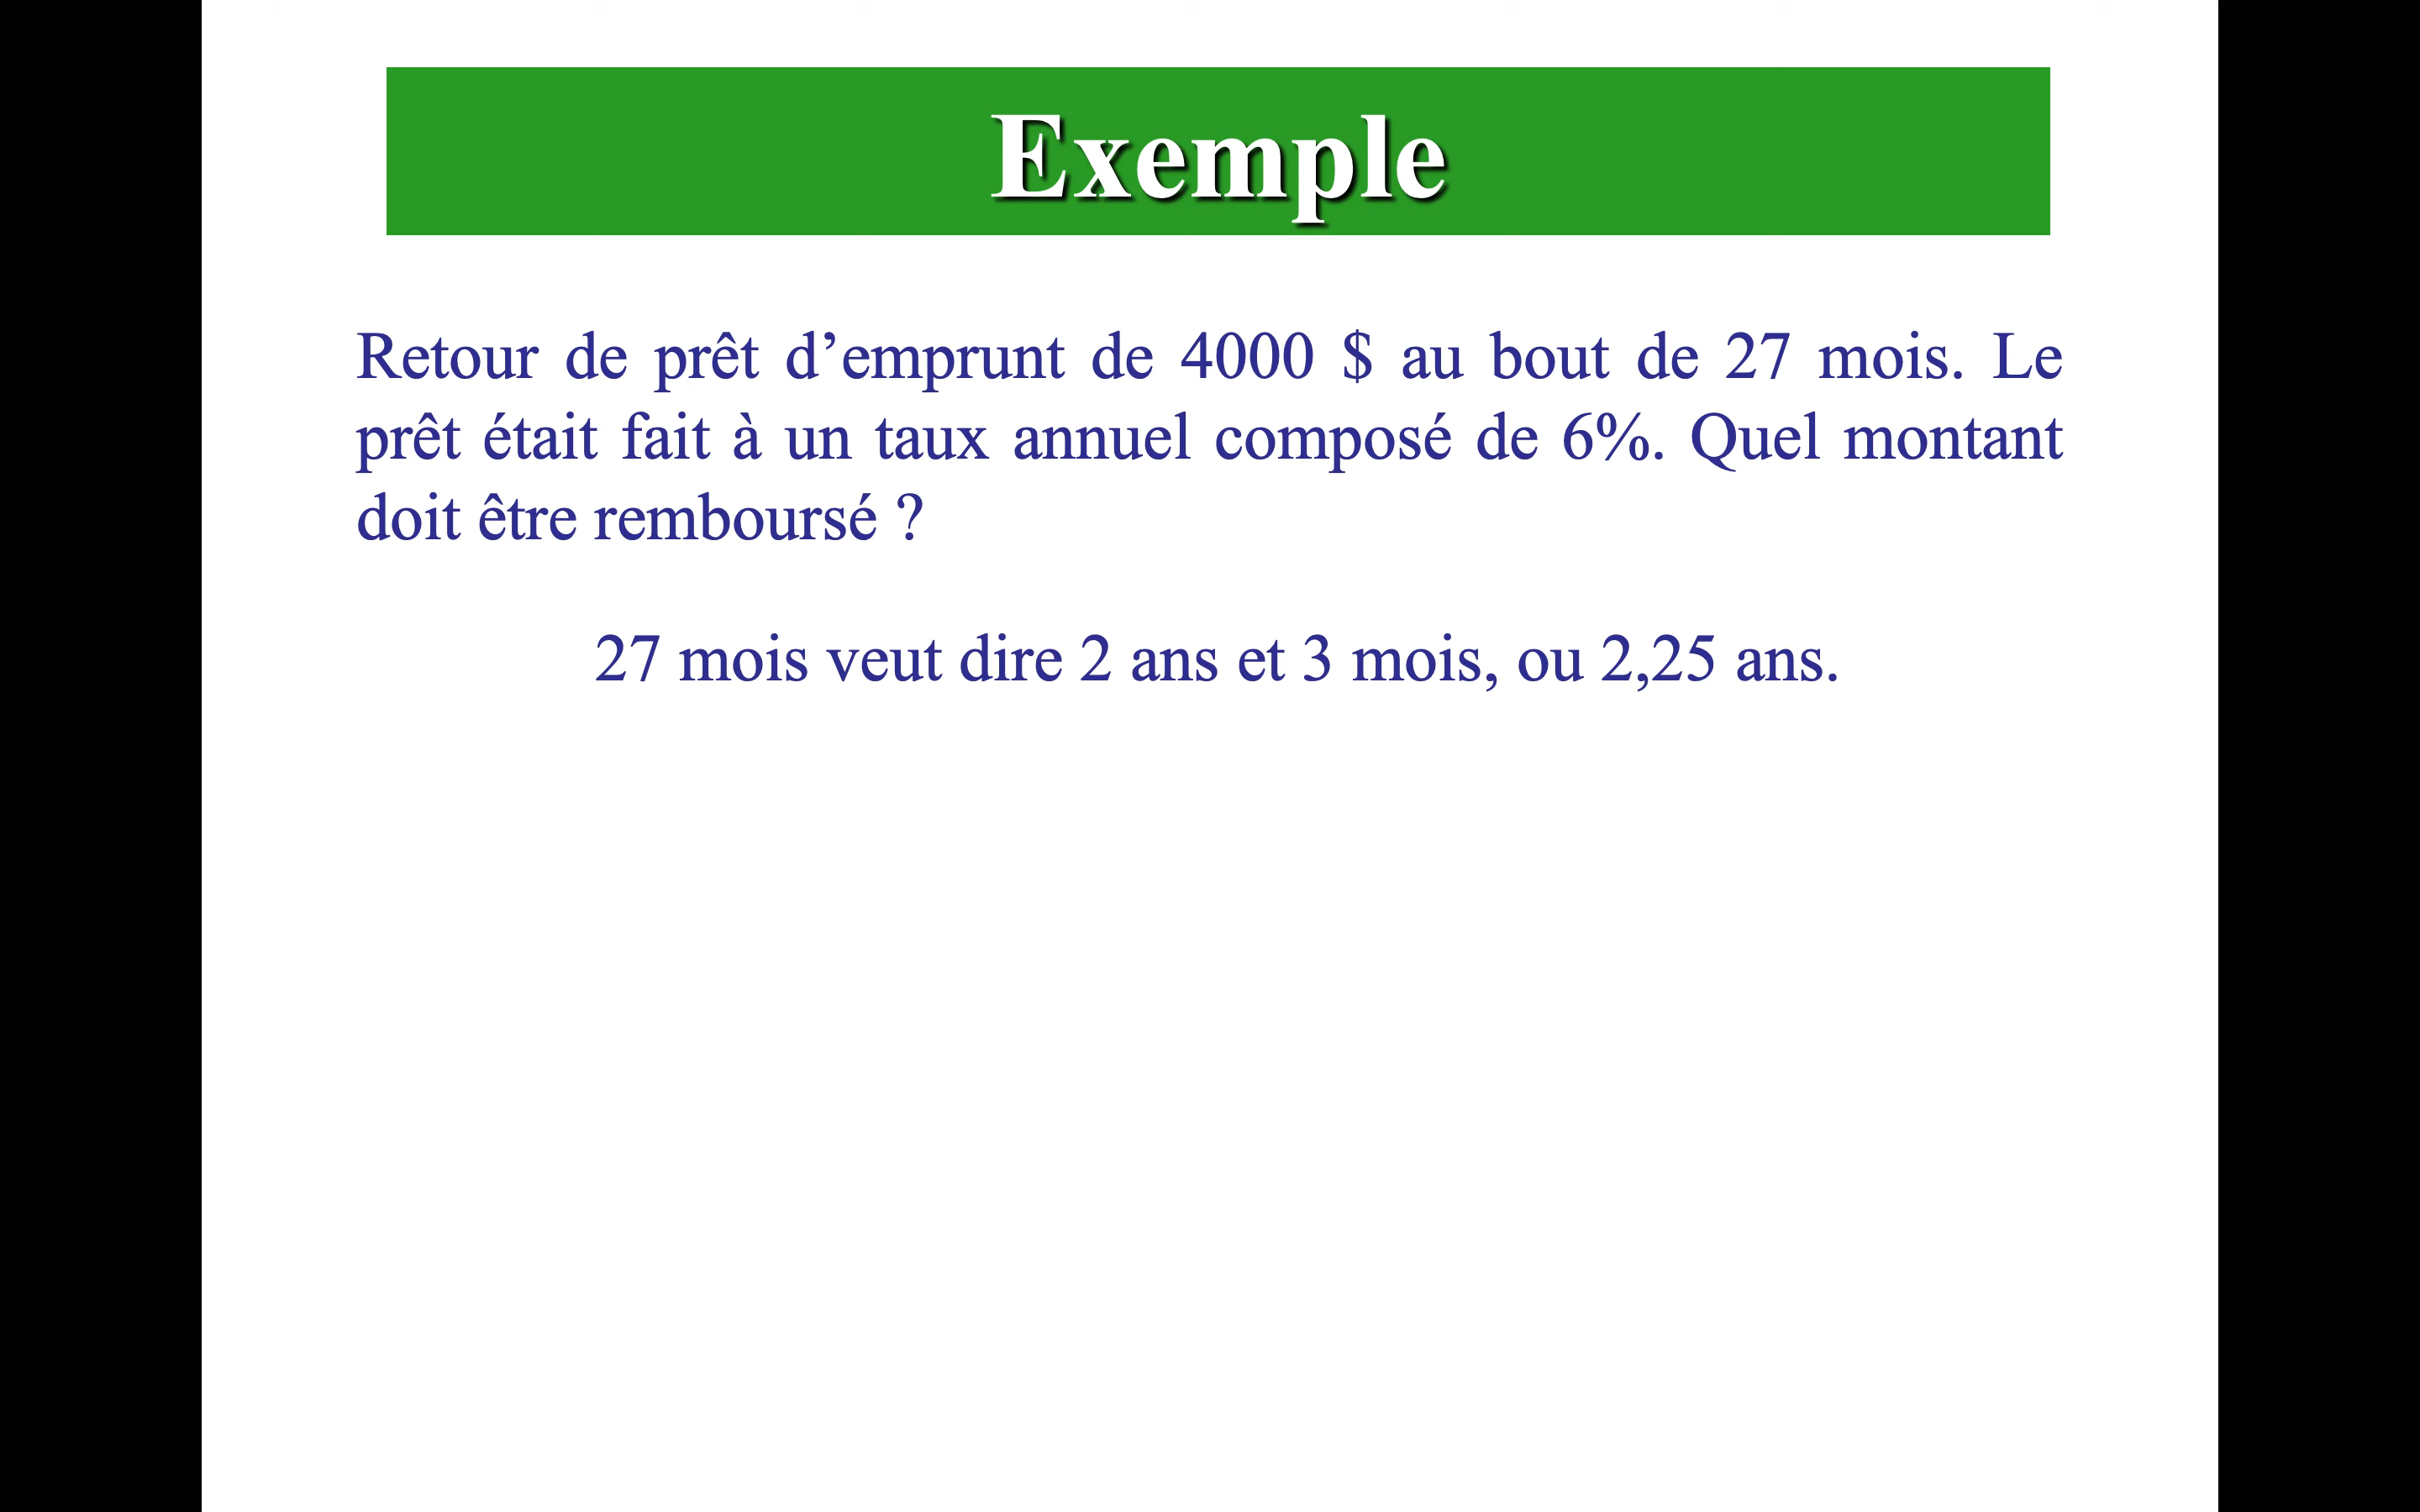 Exemple
Retour de prêt d’emprunt de 4000 $ au bout de 27 mois. Le
prêt était fait à un taux annuel composé de 6%. Quel montant
doit être remboursé ?
27 mois veut dire 2 ans et 3 mois, ou 2,25 ans.